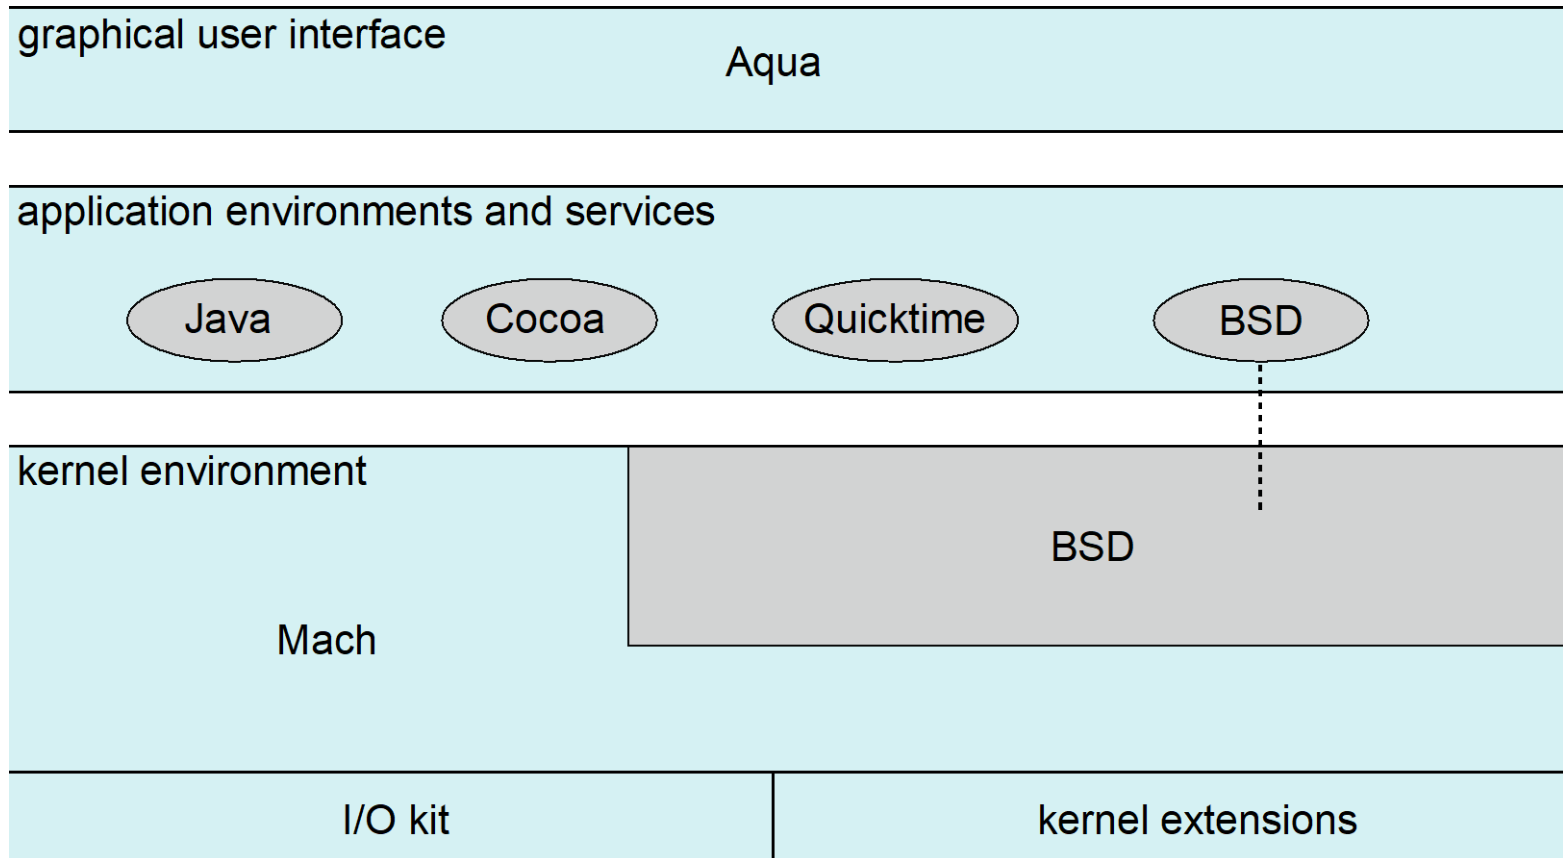 graphical user interface
Aqua
application environments and services
Java
Cocoa
Quicktime
BSD
kernel environment
BSD
Mach
I/O kit
kernel extensions